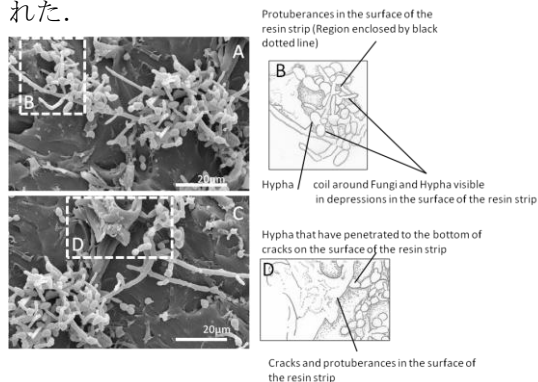 れた.
Protuberances in the surface of the
resin strip (Region enclosed by black
dotted line)
A
B
20μm
B
Hypha coil around Fungi and Hypha visible
in depressions in the surface of the resin strip
C
D
20μm
Hypha that have penetrated to the bottom of
cracks on the surface of the resin strip
D
Cracks and protuberances in the surface of
the resin strip